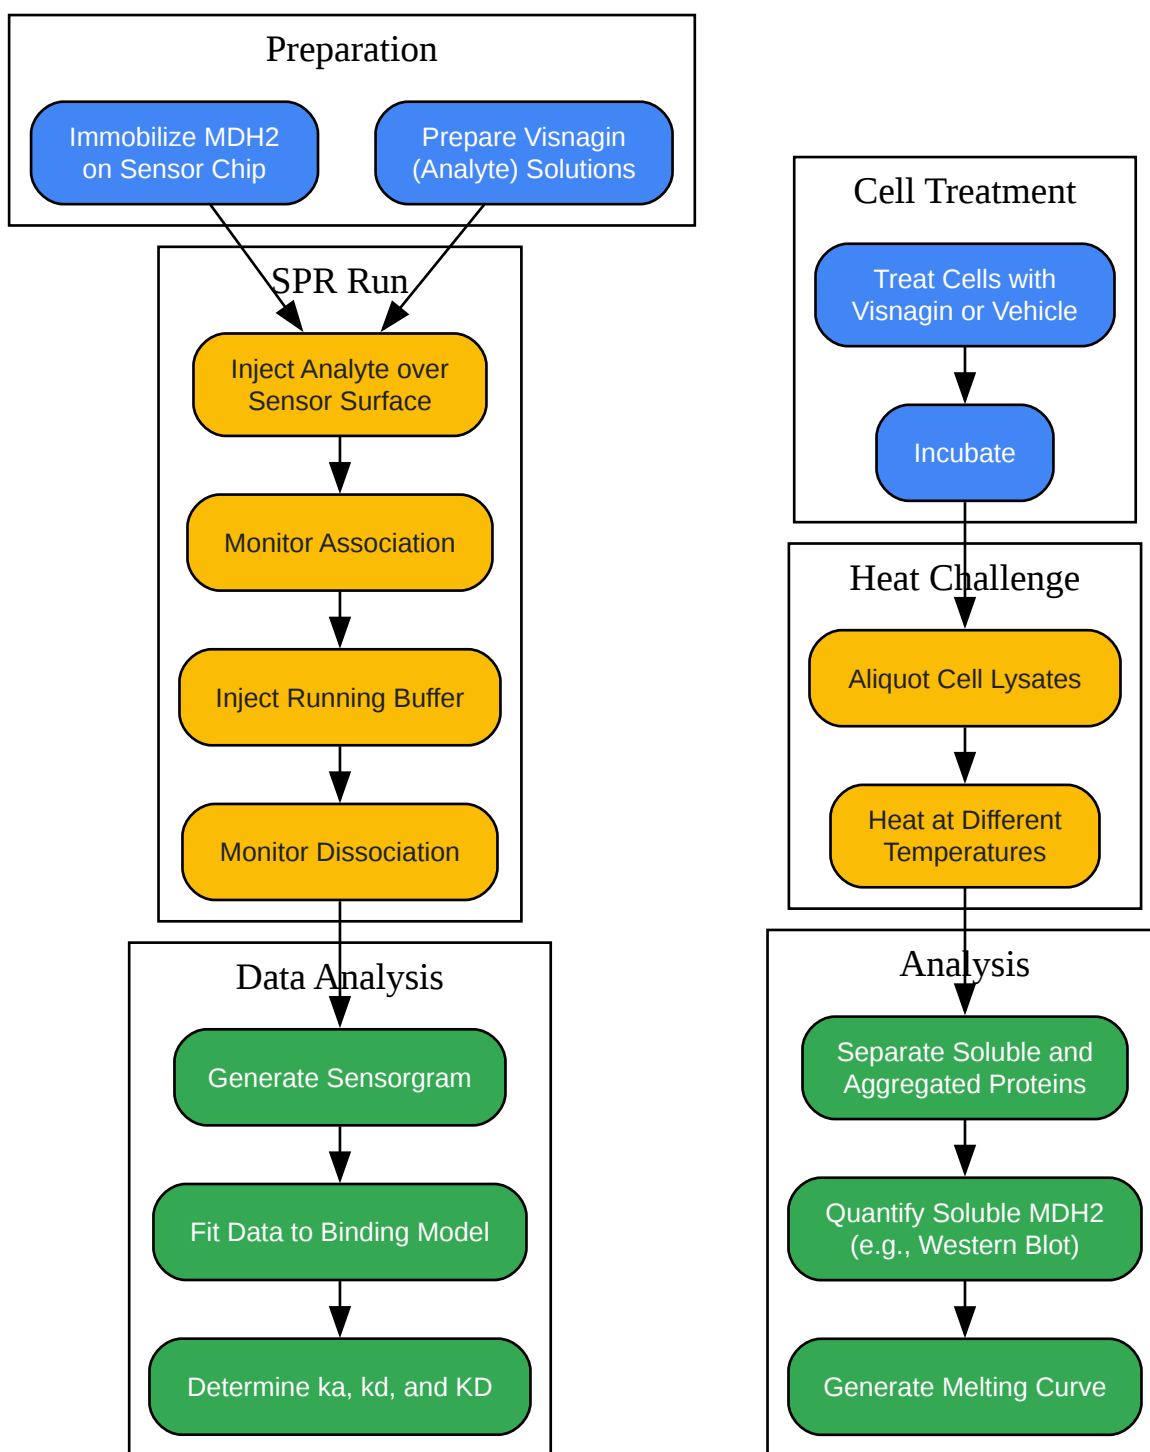 Preparation
Immobilize MDH2
on Sensor Chip
Prepare Visnagin
(Analyte) Solutions
SPR Run
Inject Analyte over
Sensor Surface
Monitor Association
Inject Running Buffer
Monitor Dissociation
Data Analysis
Generate Sensorgram
Fit Data to Binding Model
Determine ka, kd, and KD
Cell Treatment
Treat Cells with
Visnagin or Vehicle
Incubate
Heat Challenge
Aliquot Cell Lysates
Heat at Different
Temperatures
Analysis
Separate Soluble and
Aggregated Proteins
Quantify Soluble MDH2
(e.g., Western Blot)
Generate Melting Curve